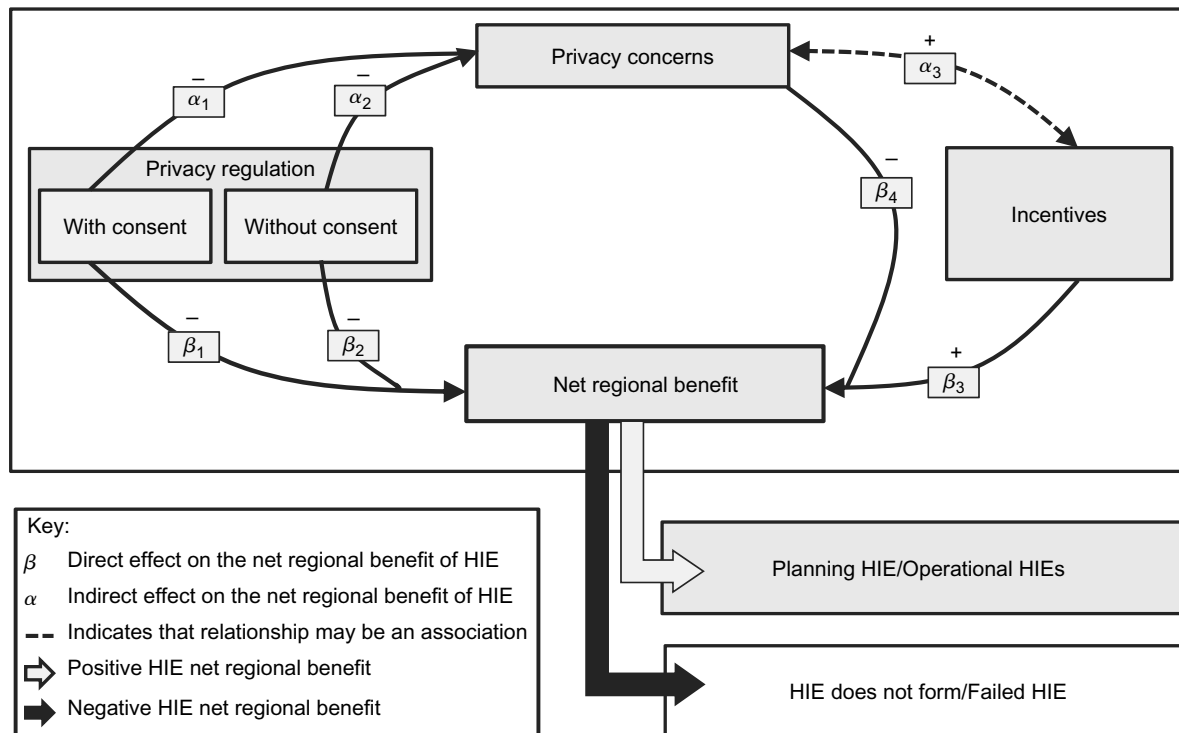 Privacy concerns
+
α3
−
α1
−
α2
Privacy regulation
With consent
Without consent
−
β4
Incentives
−
β1
−
β2
Net regional benefit
+
β3
Key:
β Direct effect on the net regional benefit of HIE
α Indirect effect on the net regional benefit of HIE
Indicates that relationship may be an association
Positive HIE net regional benefit
Negative HIE net regional benefit
Planning HIE/Operational HIEs
HIE does not form/Failed HIE